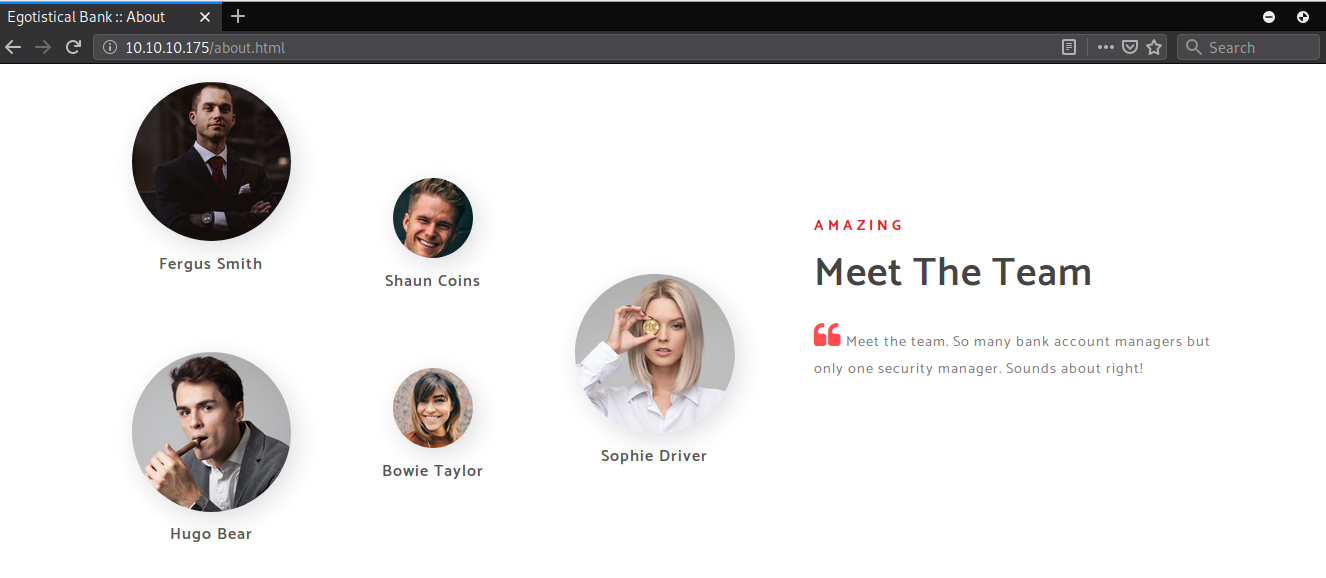 Egotistical Bank :: About
10.10.10.175/about.html
Search
Fergus Smith
Shaun Coins
Hugo Bear
Bowie Taylor
Sophie Driver
AMAZING
Meet The Team
Meet the team. So many bank account managers but
only one security manager. Sounds about right!